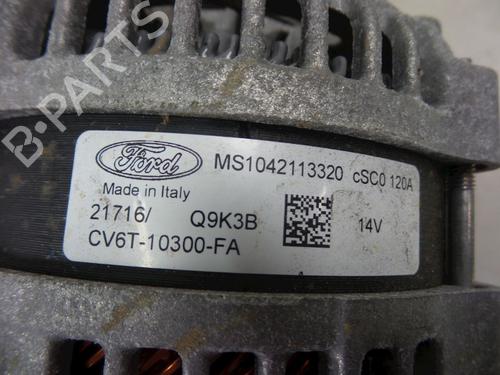 B-PARTS
Ford
MS1042113320 cSC0 120A
Made in Italy
21716/ Q9K3B
14V
CV6T-10300-FA